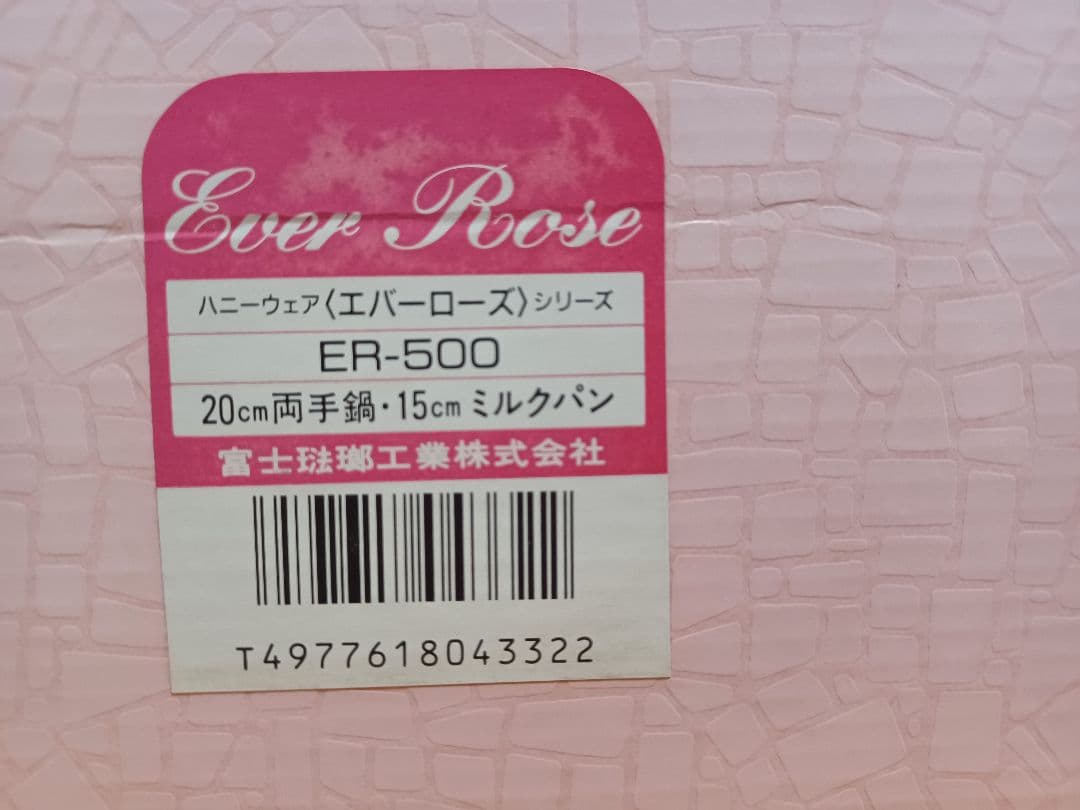 Ever Rose
ハニーウェア〈エバーローズ〉シリーズ
ER-500
20cm両手鍋・15cmミルクパン
富士琺瑯工業株式会社
T4977618043322